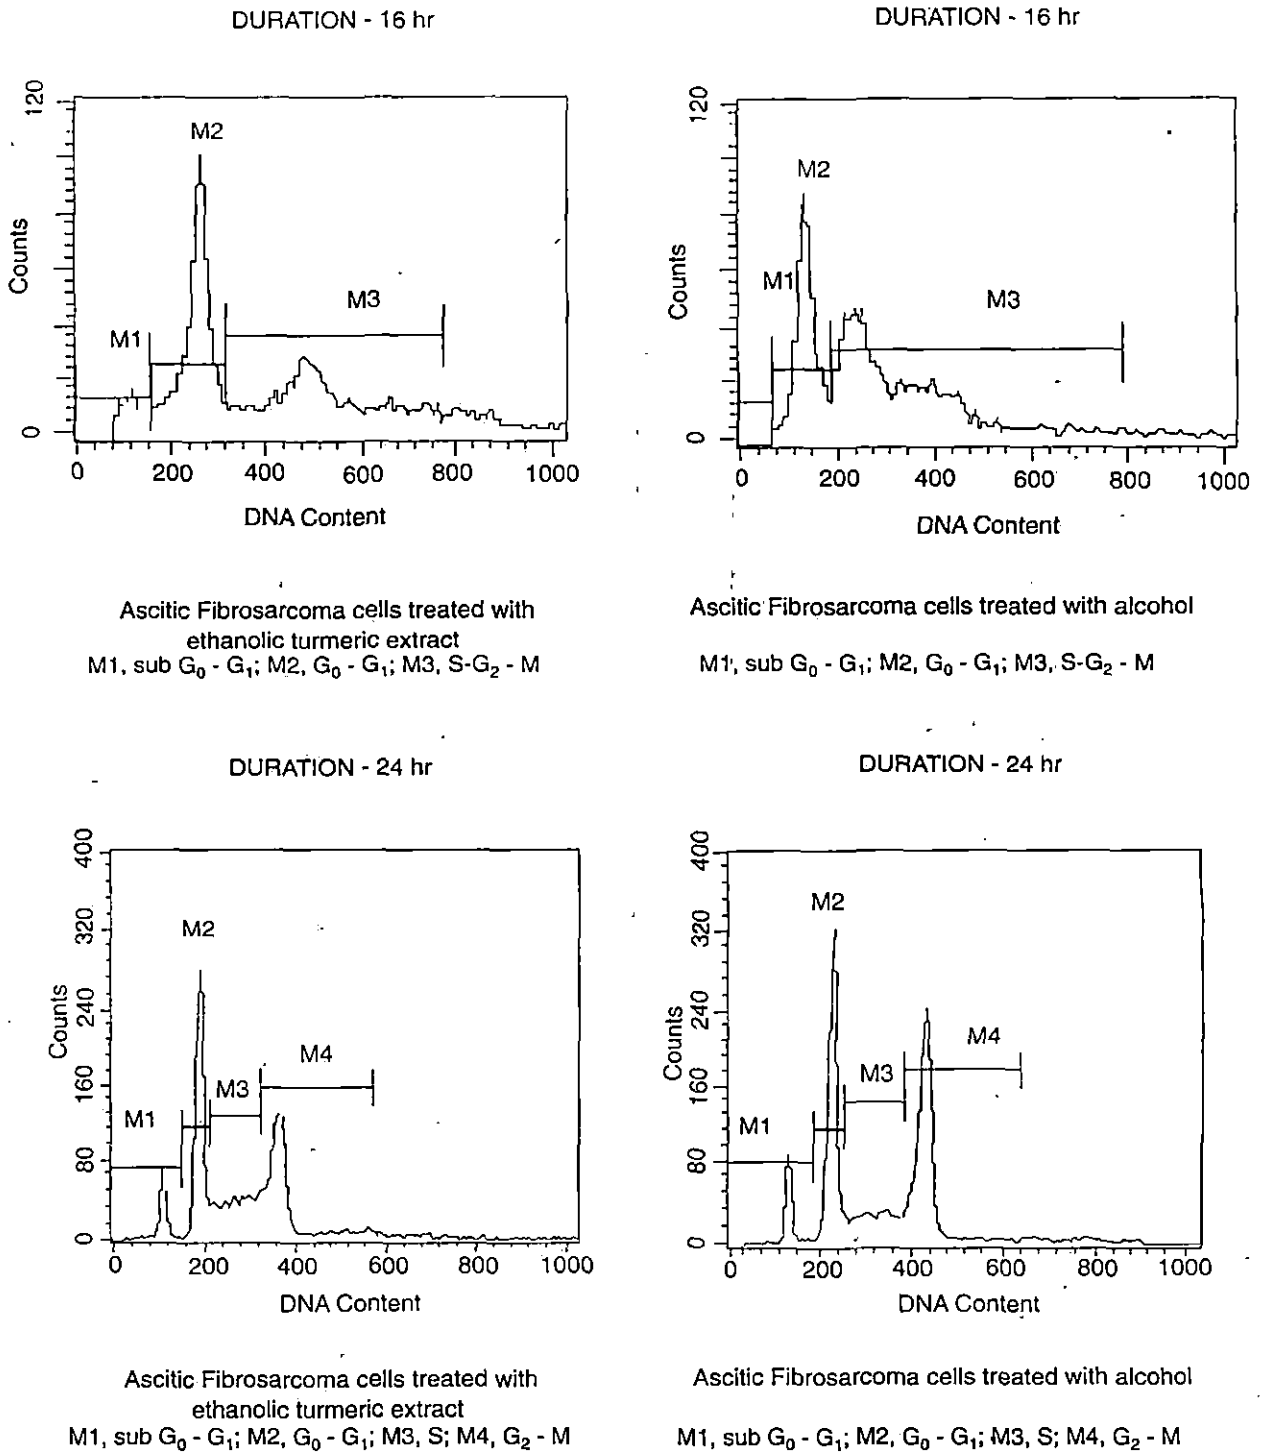 DURATION - 16 hr
120
Counts
0
M1
M2
M3
0 200 400 600 800 1000
DNA Content
Ascitic Fibrosarcoma cells treated with
ethanolic turmeric extract
M1, sub G₀ - G₁; M2, G₀ - G₁; M3, S-G₂ - M
DURATION - 16 hr
120
Counts
0
M1
M2
M3
0 200 400 600 800 1000
DNA Content
Ascitic Fibrosarcoma cells treated with alcohol
M1, sub G₀ - G₁; M2, G₀ - G₁; M3, S-G₂ - M
DURATION - 24 hr
400
320
240
160
80
0
Counts
M1
M2
M3
M4
0 200 400 600 800 1000
DNA Content
Ascitic Fibrosarcoma cells treated with
ethanolic turmeric extract
M1, sub G₀ - G₁; M2, G₀ - G₁; M3, S; M4, G₂ - M
DURATION - 24 hr
400
320
240
160
80
0
Counts
M1
M2
M3
M4
0 200 400 600 800 1000
DNA Content
Ascitic Fibrosarcoma cells treated with alcohol
M1, sub G₀ - G₁; M2, G₀ - G₁; M3, S; M4, G₂ - M